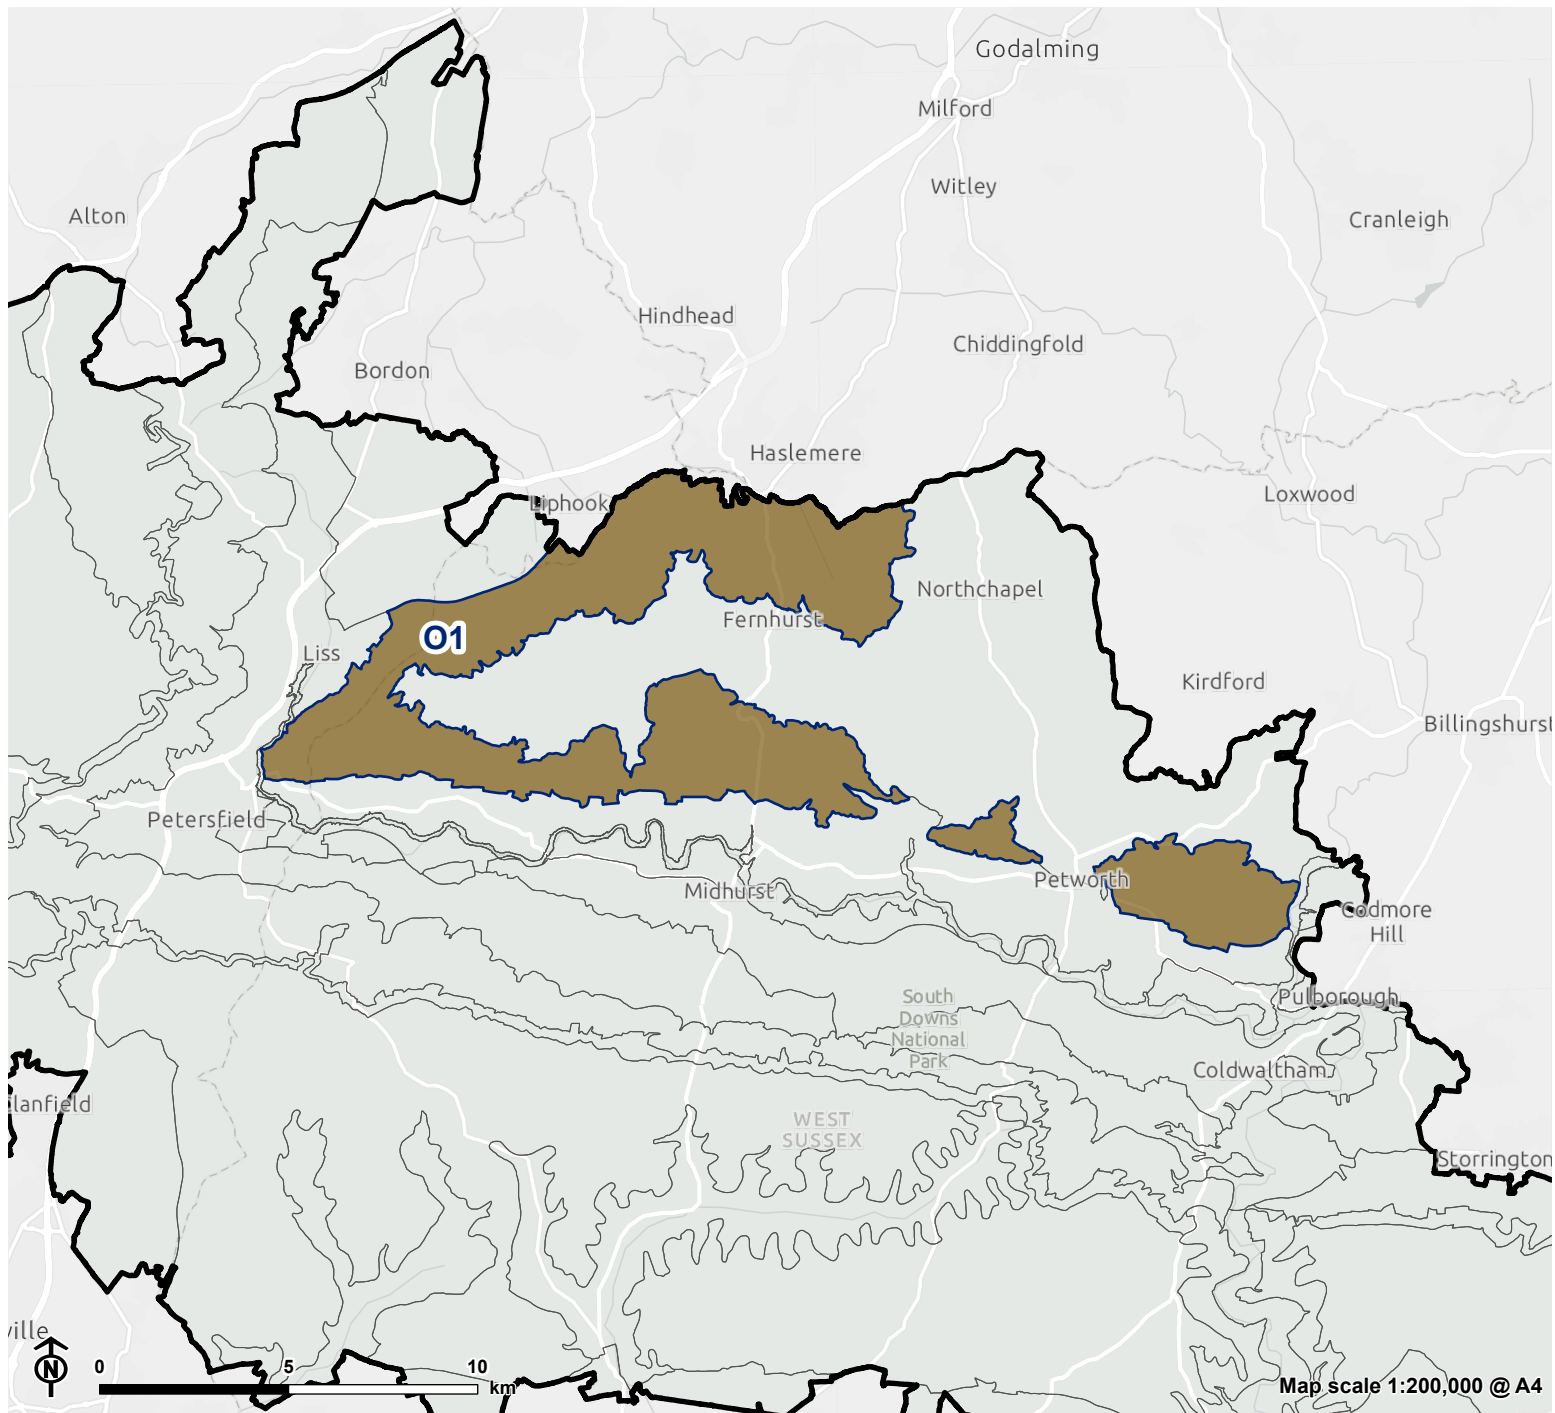 Godalming
Milford
Witley
Alton
Cranleigh
Hindhead
Chiddingfold
Bordon
Haslemere
Loxwood
Liphook
Northchapel
Fernhurst
O1
Liss
Kirdford
Billingshurst
Petersfield
Petworth
Midhurst
Codmore
Hill
South
Downs
National
Park
Pulborough
Coldwaltham
lanfield
WEST
SUSSEX
Storrington
ville
N
0 5 10
km
Map scale 1:200,000 @ A4